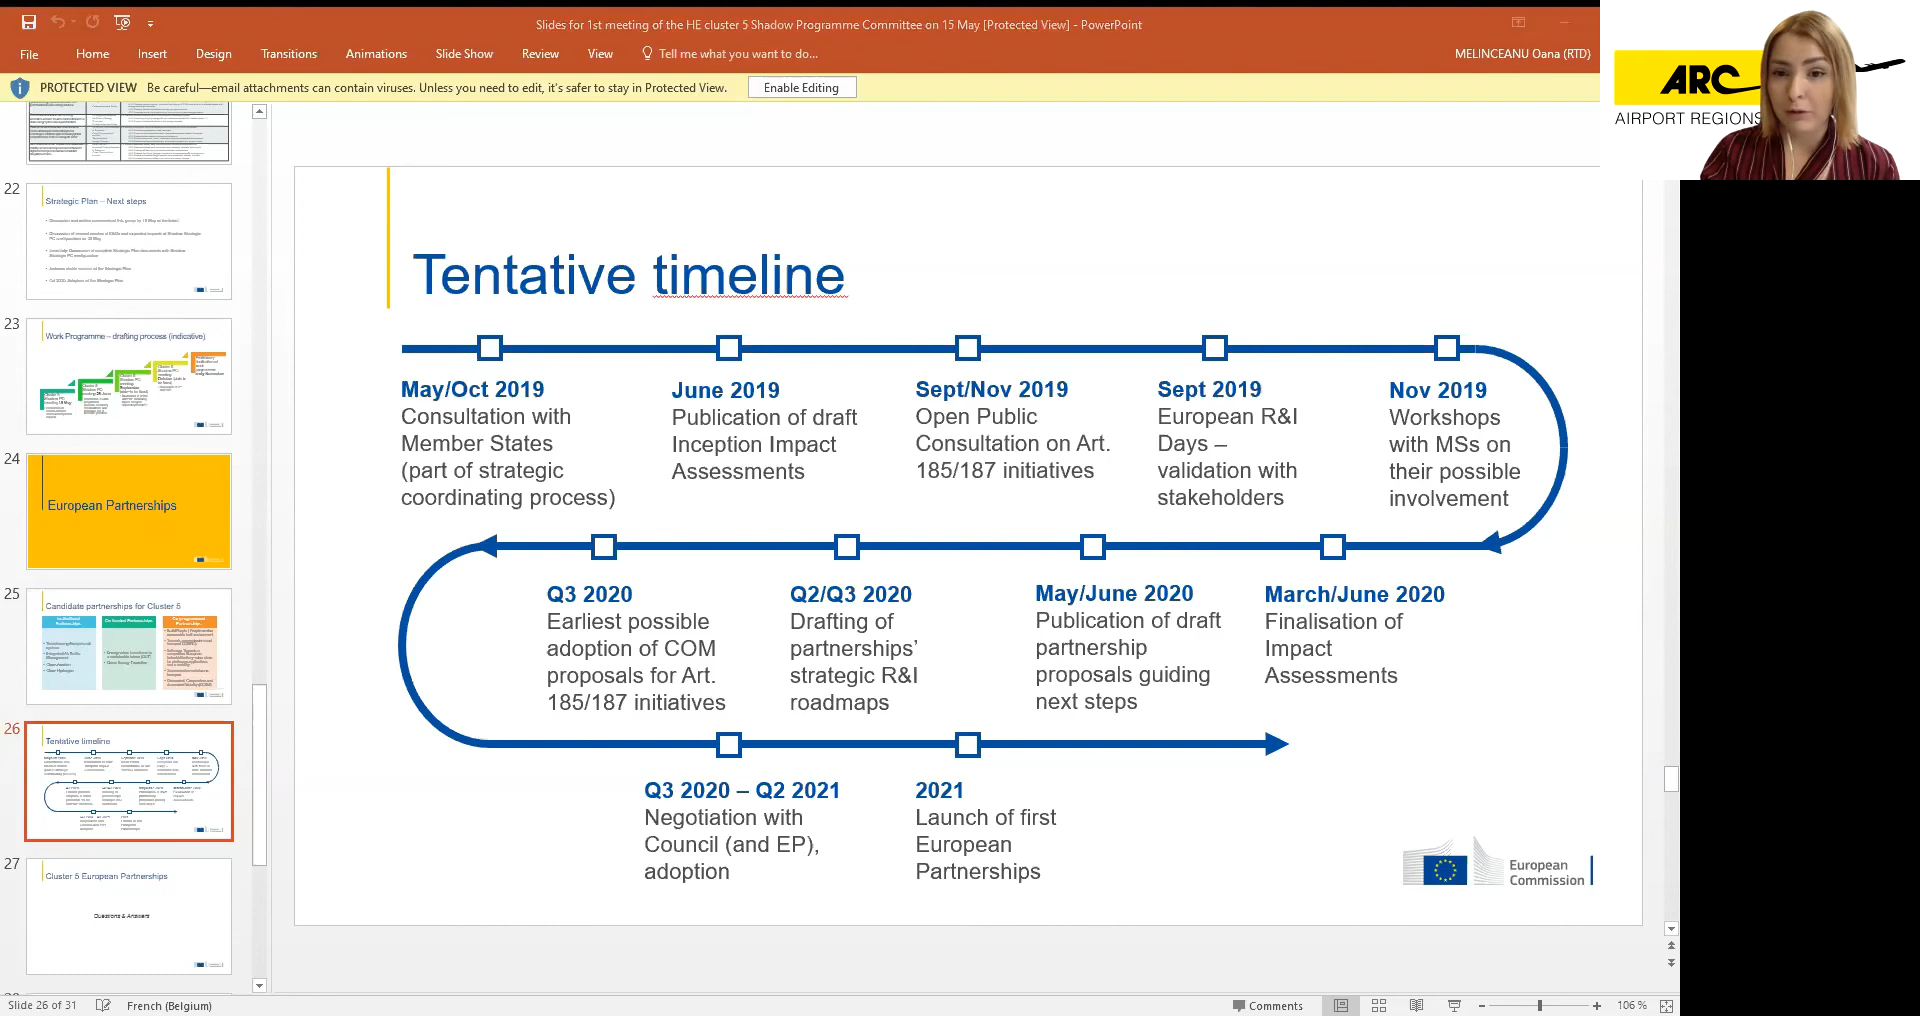 Slides for 1st meeting of the HE cluster 5 Shadow Programme Committee on 15 May [Protected View] - PowerPoint
File Home Insert Design Transitions Animations Slide Show Review View Tell me what you want to do...
MELINCEANU Oana (RTD)
PROTECTED VIEW Be careful—email attachments can contain viruses. Unless you need to edit, it's safer to stay in Protected View. Enable Editing
ARC
AIRPORT REGIONS
22
Strategic Plan – Next steps
23
Work Programme – drafting process (indicative)
24
European Partnerships
25
Candidate partnerships for Cluster 5
26
Tentative timeline
27
Cluster 5 European Partnerships
Questions & Answers
Tentative timeline
May/Oct 2019
Consultation with
Member States
(part of strategic
coordinating process)
June 2019
Publication of draft
Inception Impact
Assessments
Sept/Nov 2019
Open Public
Consultation on Art.
185/187 initiatives
Sept 2019
European R&I
Days –
validation with
stakeholders
Nov 2019
Workshops
with MSs on
their possible
involvement
Q3 2020
Earliest possible
adoption of COM
proposals for Art.
185/187 initiatives
Q2/Q3 2020
Drafting of
partnerships’
strategic R&I
roadmaps
May/June 2020
Publication of draft
partnership
proposals guiding
next steps
March/June 2020
Finalisation of
Impact
Assessments
Q3 2020 – Q2 2021
Negotiation with
Council (and EP),
adoption
2021
Launch of first
European
Partnerships
European
Commission
Slide 26 of 31 French (Belgium)
Comments
106 %